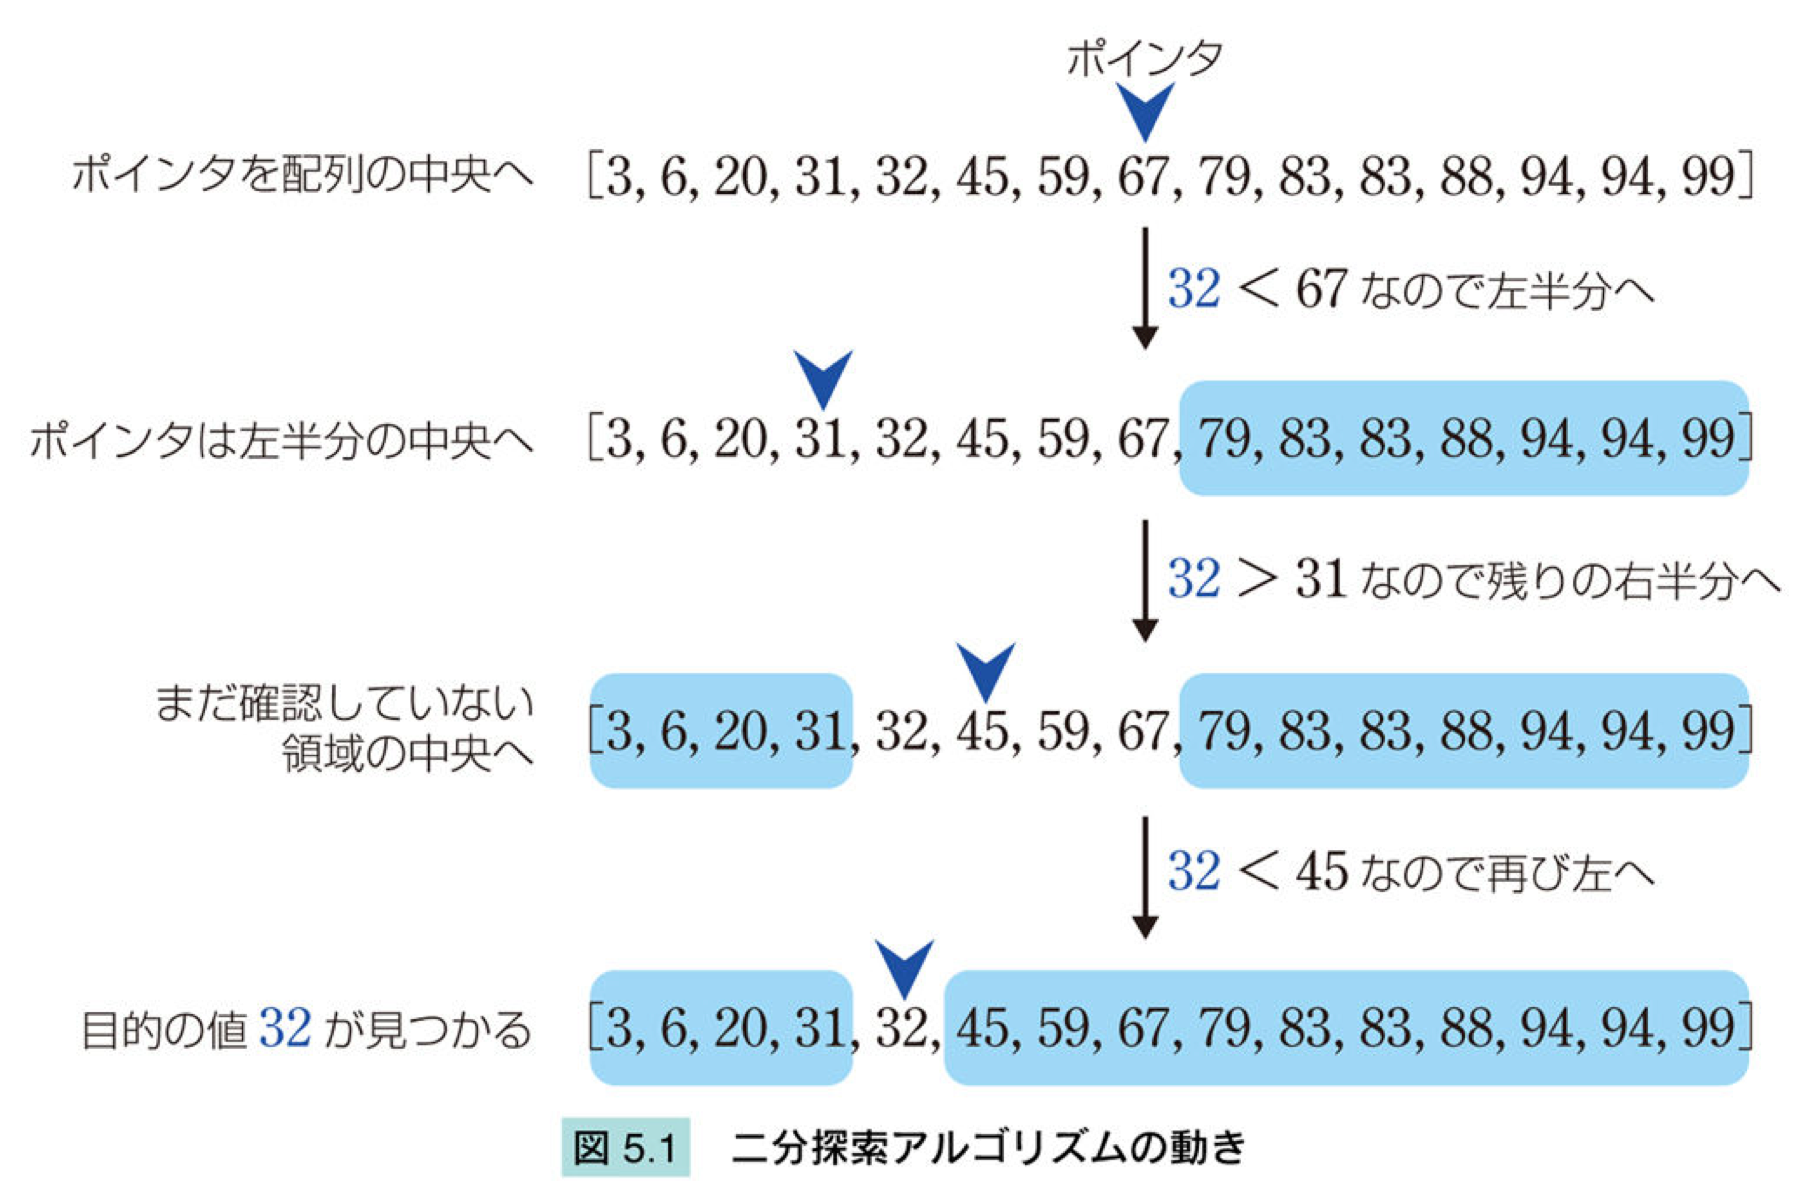 ポインタ
ポインタを配列の中央へ [3, 6, 20, 31, 32, 45, 59, 67, 79, 83, 83, 88, 94, 94, 99]
32 < 67 なので左半分へ
ポインタは左半分の中央へ [3, 6, 20, 31, 32, 45, 59, 67, 79, 83, 83, 88, 94, 94, 99]
32 > 31 なので残りの右半分へ
まだ確認していない
領域の中央へ [3, 6, 20, 31, 32, 45, 59, 67, 79, 83, 83, 88, 94, 94, 99]
32 < 45 なので再び左へ
目的の値 32 が見つかる [3, 6, 20, 31, 32, 45, 59, 67, 79, 83, 83, 88, 94, 94, 99]
図 5.1 二分探索アルゴリズムの動き